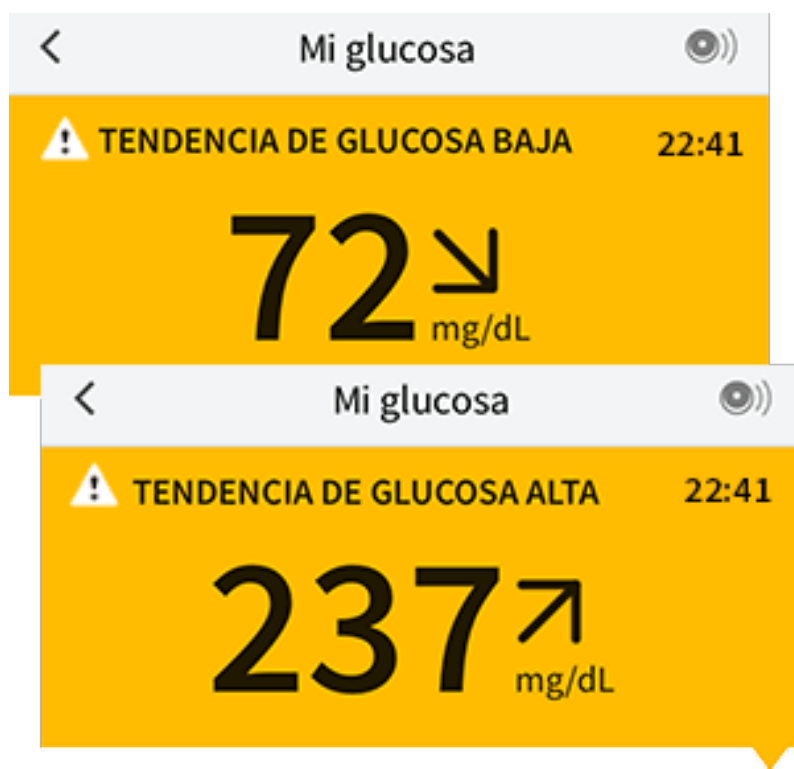 Mi glucosa
TENDENCIA DE GLUCOSA BAJA 22:41
72
mg/dL
Mi glucosa
TENDENCIA DE GLUCOSA ALTA 22:41
237
mg/dL